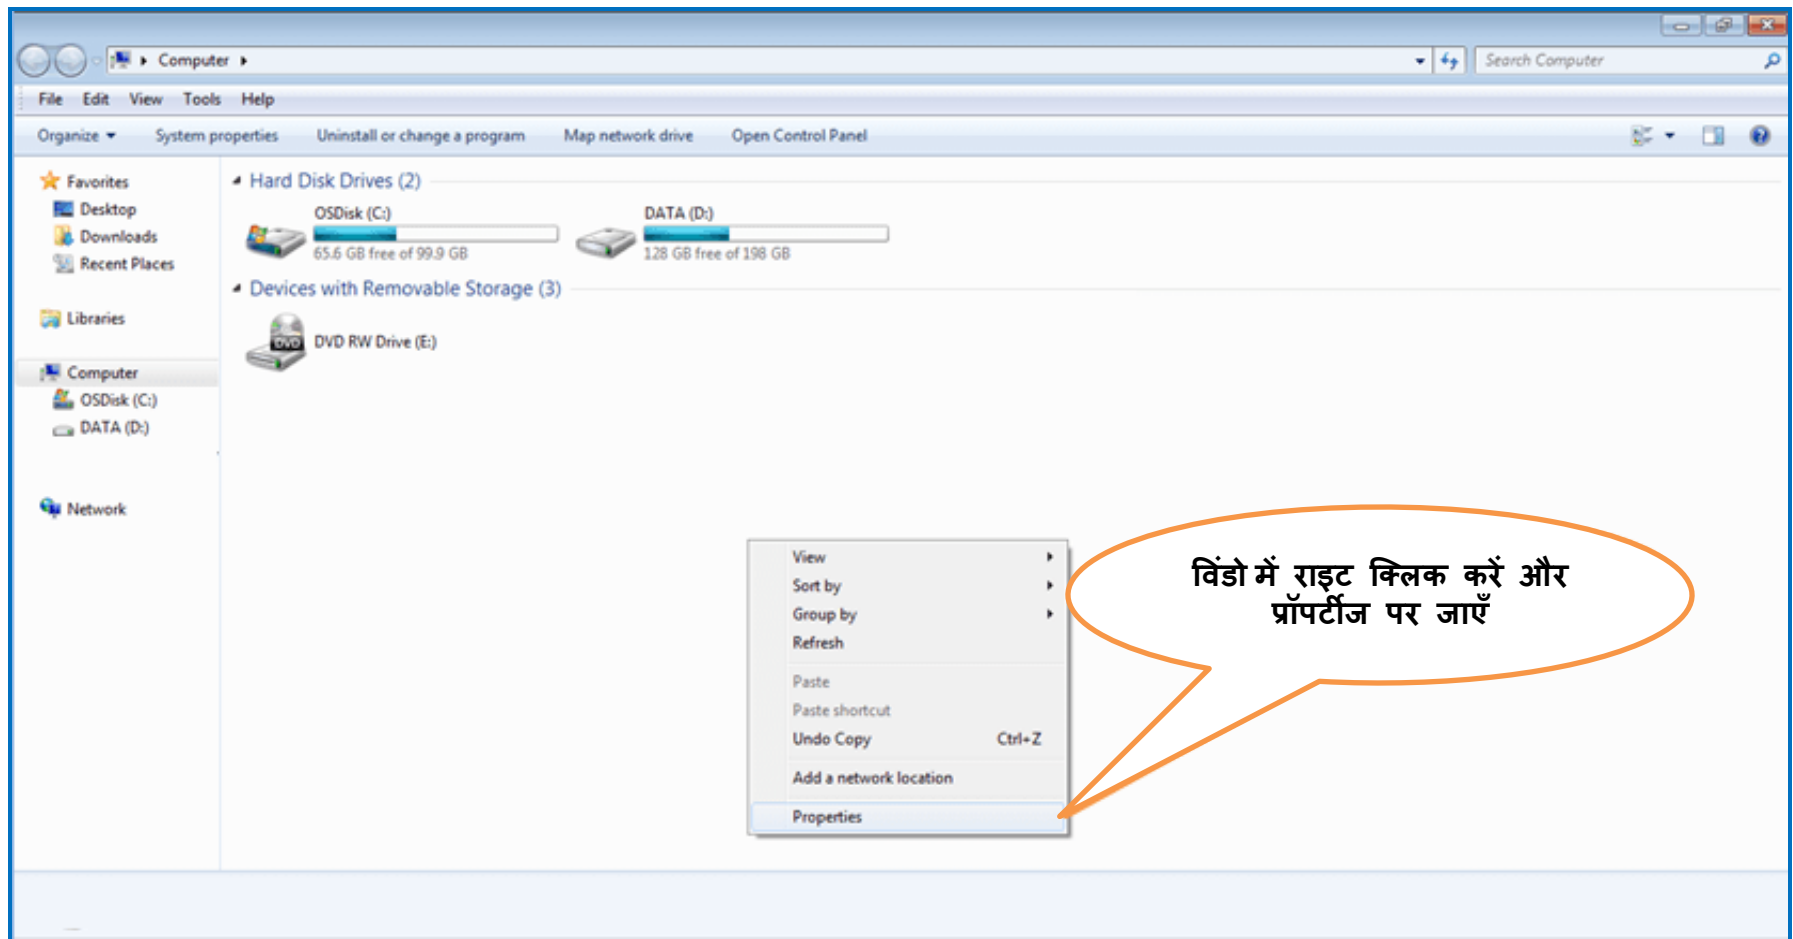 Computer
Search Computer
File Edit View Tools Help
Organize System properties Uninstall or change a program Map network drive Open Control Panel
Favorites
Desktop
Downloads
Recent Places
Libraries
Computer
OSDisk (C:)
DATA (D:)
Network
Hard Disk Drives (2)
OSDisk (C:)
65.6 GB free of 99.9 GB
DATA (D:)
128 GB free of 198 GB
Devices with Removable Storage (3)
DVD
DVD RW Drive (E:)
View
Sort by
Group by
Refresh
Paste
Paste shortcut
Undo Copy Ctrl+Z
Add a network location
Properties
विंडो में राइट क्लिक करें और
प्रॉपर्टीज पर जाएँ